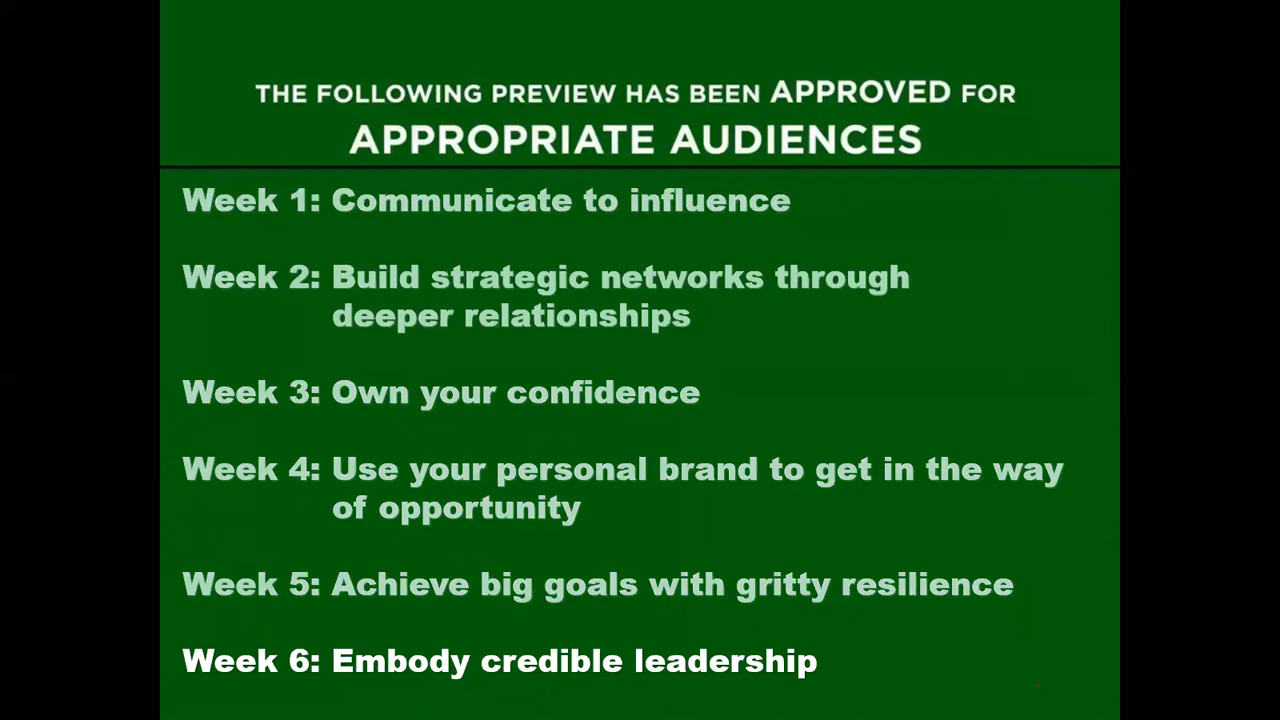 THE FOLLOWING PREVIEW HAS BEEN APPROVED FOR
APPROPRIATE AUDIENCES
Week 1: Communicate to influence
Week 2: Build strategic networks through
deeper relationships
Week 3: Own your confidence
Week 4: Use your personal brand to get in the way
of opportunity
Week 5: Achieve big goals with gritty resilience
Week 6: Embody credible leadership